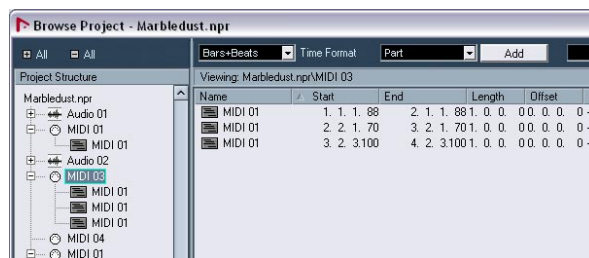 Browse Project - Marbledust.npr
All All Bars+Beats Time Format Part Add
Project Structure
Viewing: Marbledust.npr\MIDI 03
Marbledust.npr
Audio 01
MIDI 01
MIDI 01
Audio 02
MIDI 03
MIDI 01
MIDI 01
MIDI 01
MIDI 04
MIDI 01
Name Start End Length Offset
MIDI 01 1. 1. 1. 88 2. 1. 1. 88 1. 0. 0. 0 0. 0. 0. 0 -
MIDI 01 2. 2. 1. 70 3. 2. 1. 70 1. 0. 0. 0 0. 0. 0. 0 -
MIDI 01 3. 2. 3.100 4. 2. 3.100 1. 0. 0. 0 0. 0. 0. 0 -